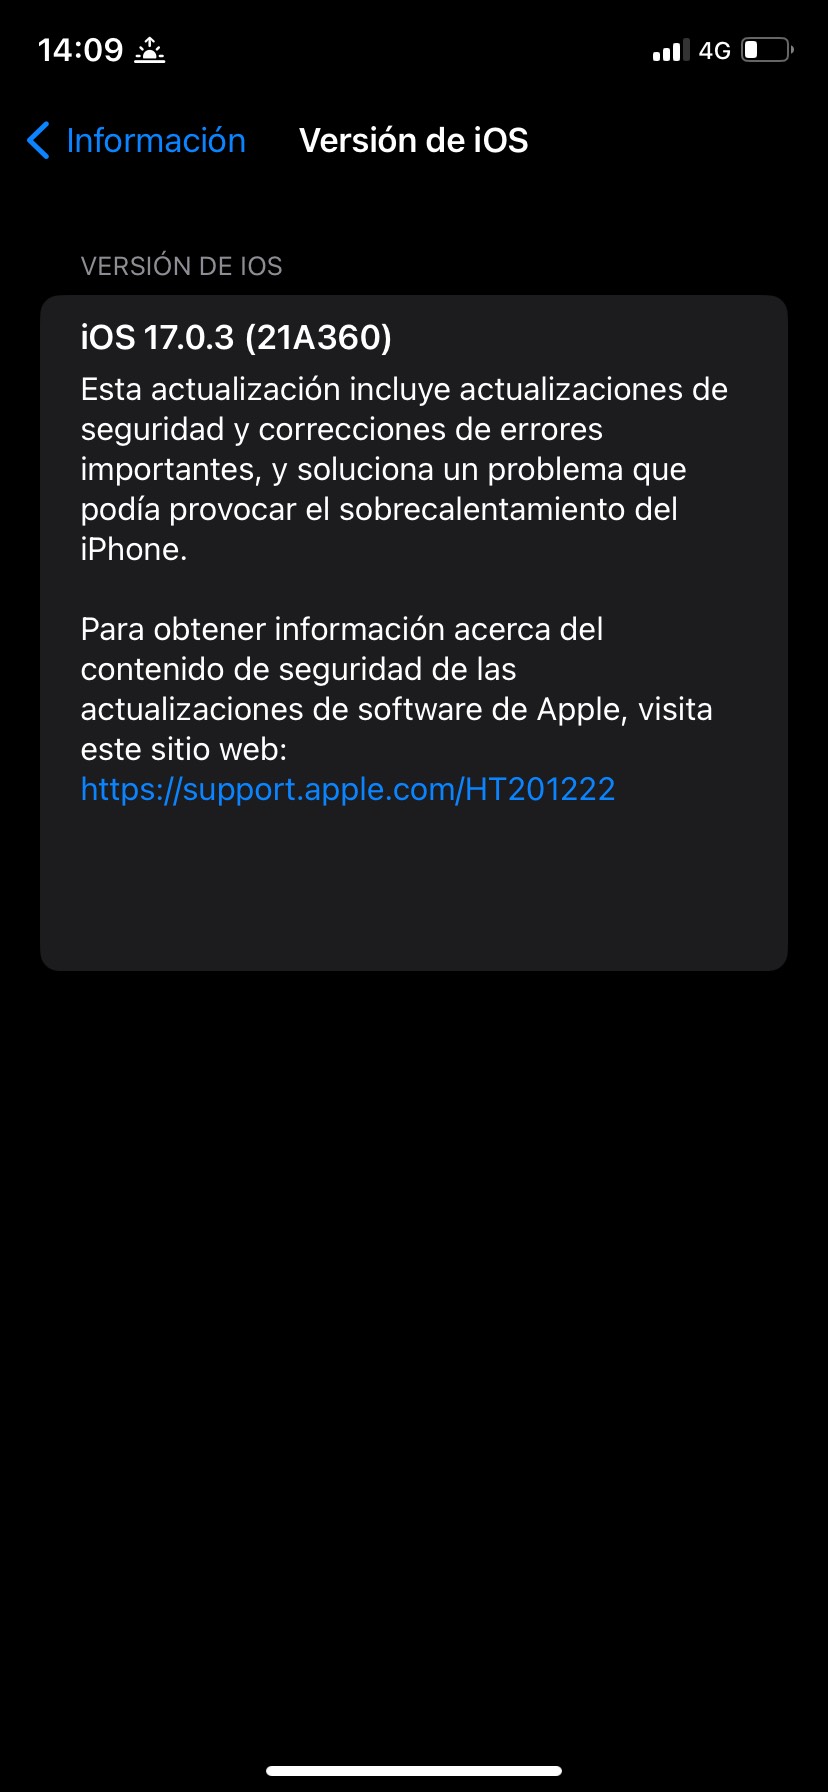 14:09
4G
Información
Versión de iOS
VERSIÓN DE IOS
iOS 17.0.3 (21A360)
Esta actualización incluye actualizaciones de
seguridad y correcciones de errores
importantes, y soluciona un problema que
podía provocar el sobrecalentamiento del
iPhone.
Para obtener información acerca del
contenido de seguridad de las
actualizaciones de software de Apple, visita
este sitio web:
https://support.apple.com/HT201222